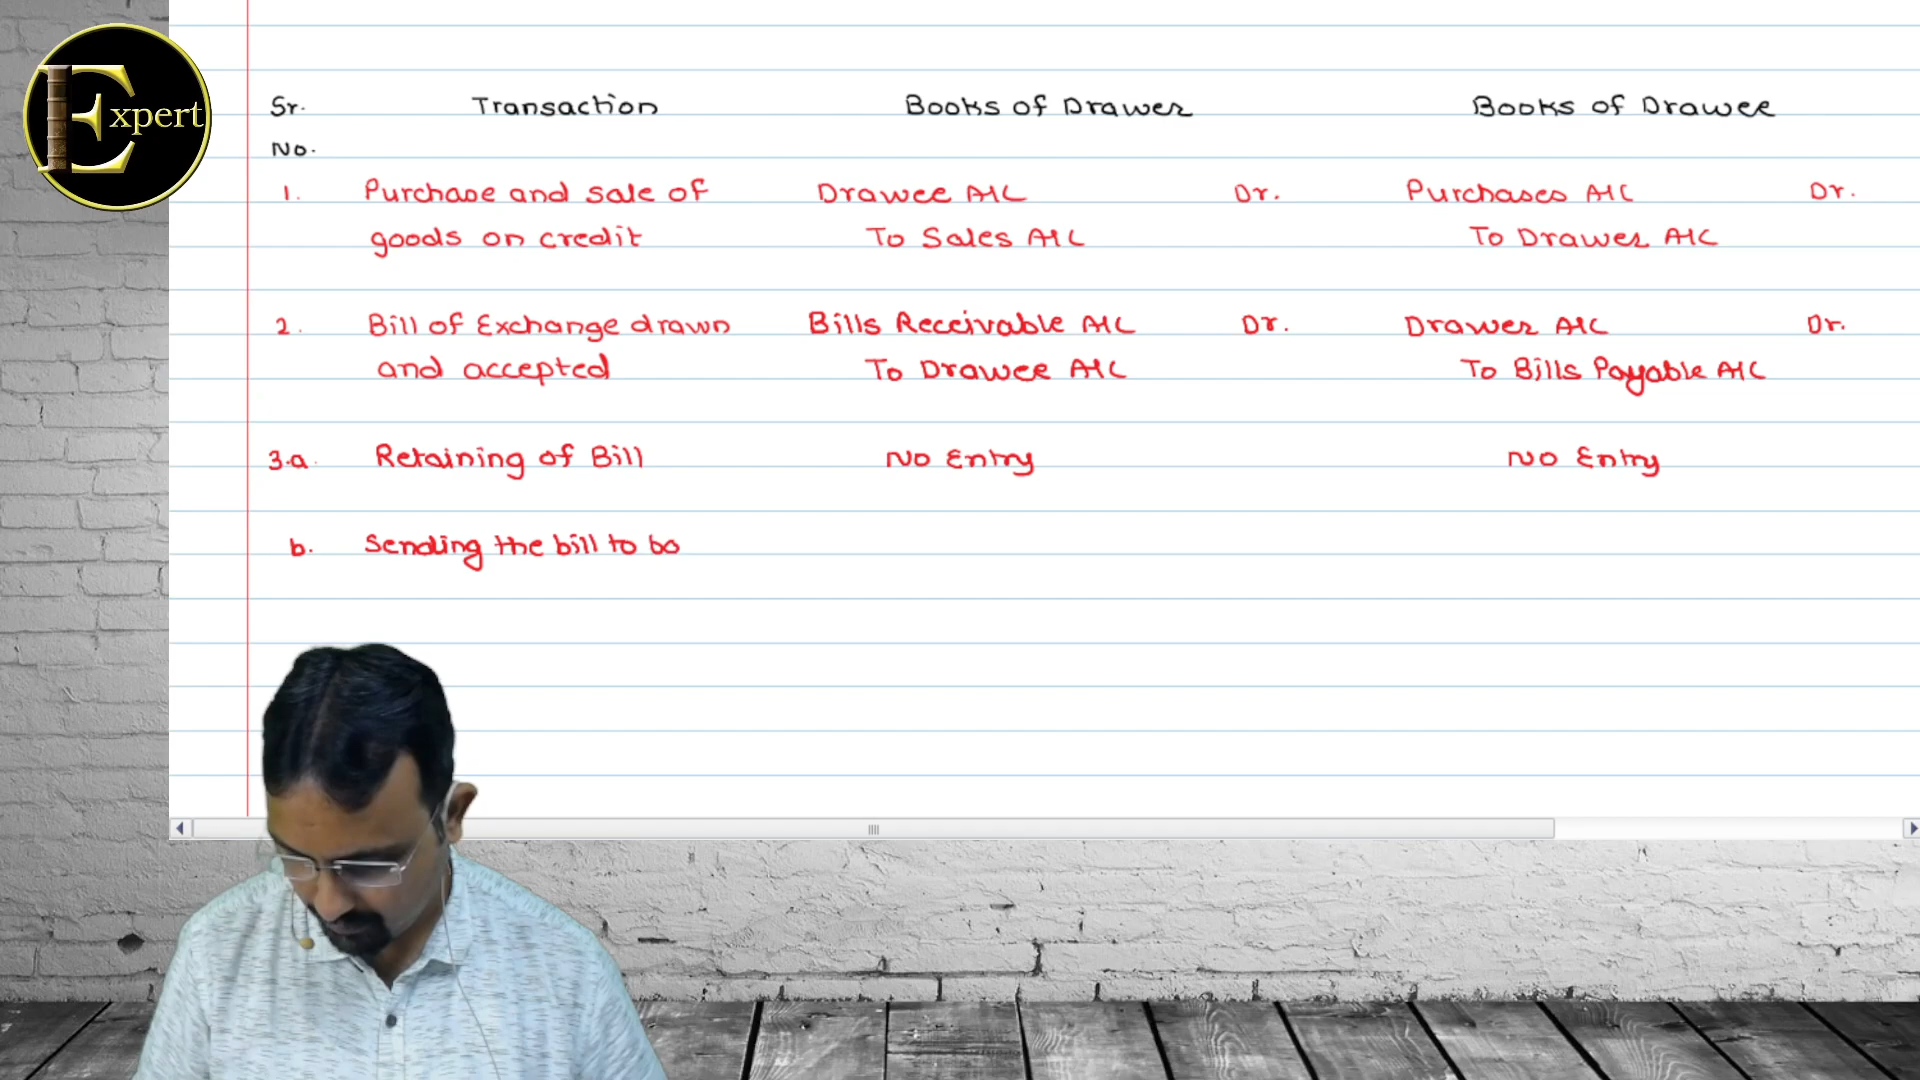 Expert
Sr. Transaction Books of Drawer Books of Drawee
No.
1. Purchase and sale of Drawee A/C Dr. Purchases A/C Dr.
goods on credit To Sales A/C To Drawer A/C
2. Bill of Exchange drawn Bills Receivable A/C Dr. Drawer A/C Dr.
and accepted To Drawee A/C To Bills Payable A/C
3.a. Retaining of Bill No Entry No Entry
b. Sending the bill to ba